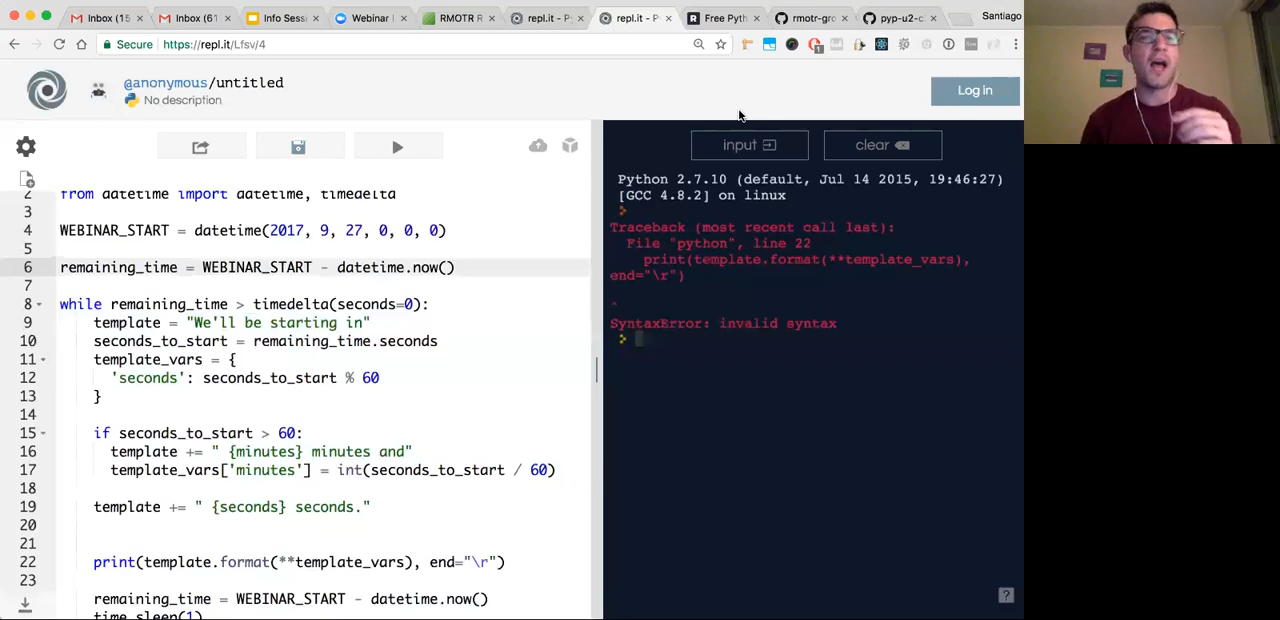 Inbox (15
Inbox (61
Info Sess
Webinar
RMOTR R
repl.it - Py
repl.it - P
Free Pyth
rmotr-gro
pyp-u2-c
Santiago
Secure
https://repl.it/Lfsv/4
@anonymous/untitled
No description
Log in
input
clear
2 from datetime import datetime, timedelta
3
4 WEBINAR_START = datetime(2017, 9, 27, 0, 0, 0)
5
6 remaining_time = WEBINAR_START - datetime.now()
7
8 while remaining_time > timedelta(seconds=0):
9 template = "We'll be starting in"
10 seconds_to_start = remaining_time.seconds
11 template_vars = {
12 'seconds': seconds_to_start % 60
13 }
14
15 if seconds_to_start > 60:
16 template += " {minutes} minutes and"
17 template_vars['minutes'] = int(seconds_to_start / 60)
18
19 template += " {seconds} seconds."
20
21
22 print(template.format(**template_vars), end="\r")
23
remaining_time = WEBINAR_START - datetime.now()
time.sleep(1)
Python 2.7.10 (default, Jul 14 2015, 19:46:27)
[GCC 4.8.2] on linux
>
Traceback (most recent call last):
File "python", line 22
print(template.format(**template_vars),
end="\r")
^
SyntaxError: invalid syntax
>
?